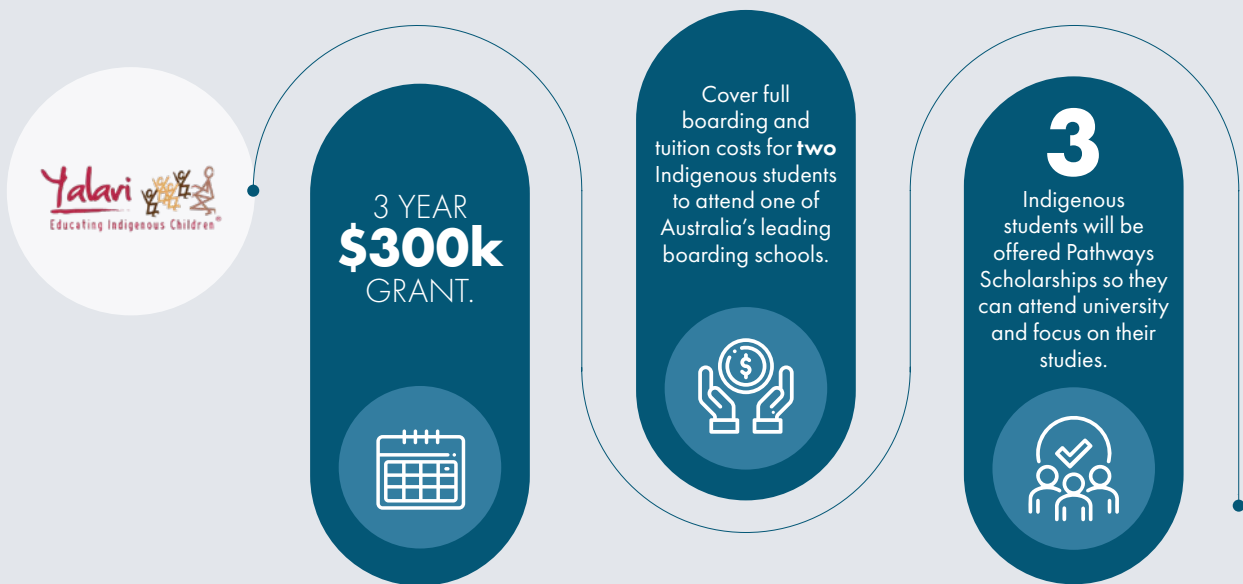 Yalari
Educating Indigenous Children®
3 YEAR
$300k
GRANT.
Cover full
boarding and
tuition costs for two
Indigenous students
to attend one of
Australia’s leading
boarding schools.
3
Indigenous
students will be
offered Pathways
Scholarships so they
can attend university
and focus on their
studies.